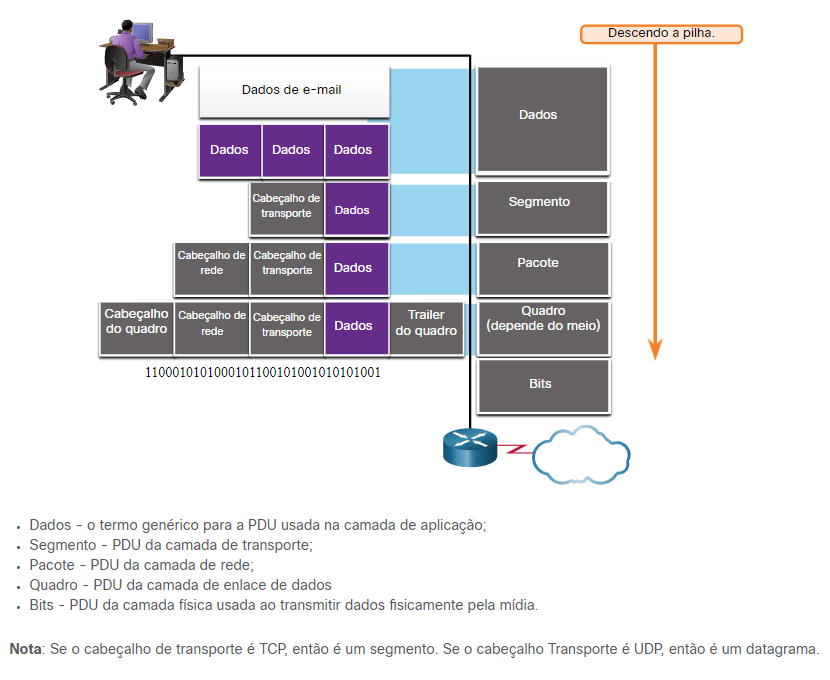 Descendo a pilha.
Dados de e-mail
Dados
Dados Dados Dados
Cabeçalho de
transporte
Dados
Segmento
Cabeçalho de
rede
Cabeçalho de
transporte
Dados
Pacote
Cabeçalho
do quadro
Cabeçalho de
rede
Cabeçalho de
transporte
Dados
Trailer
do quadro
Quadro
(depende do meio)
1100010101000101100101001010101001
Bits
Dados - o termo genérico para a PDU usada na camada de aplicação;
Segmento - PDU da camada de transporte;
Pacote - PDU da camada de rede;
Quadro - PDU da camada de enlace de dados
Bits - PDU da camada física usada ao transmitir dados fisicamente pela mídia.
Nota: Se o cabeçalho de transporte é TCP, então é um segmento. Se o cabeçalho Transporte é UDP, então é um datagrama.